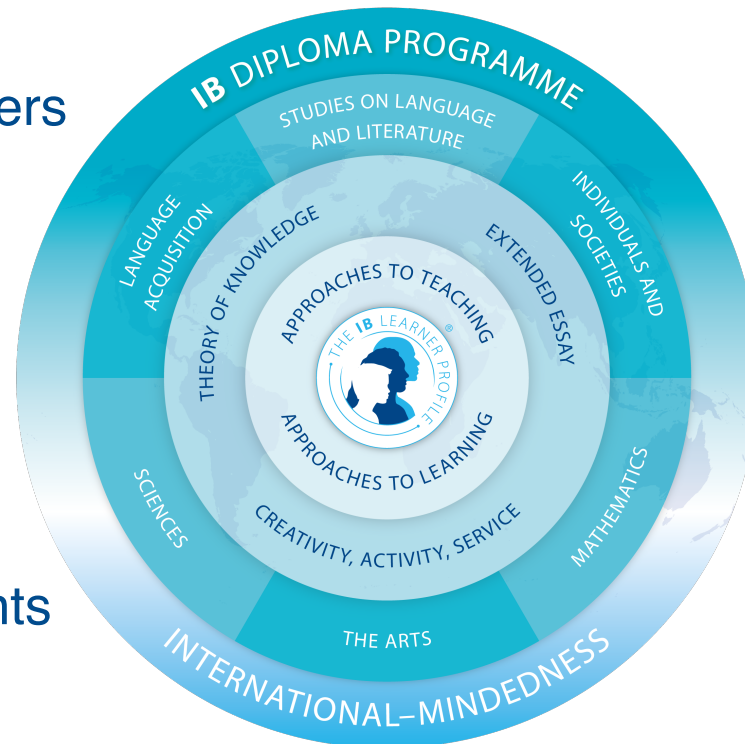 ers
nts
IB DIPLOMA PROGRAMME
STUDIES ON LANGUAGE
AND LITERATURE
LANGUAGE
ACQUISITION
INDIVIDUALS AND
SOCIETIES
THEORY OF KNOWLEDGE
EXTENDED ESSAY
APPROACHES TO TEACHING
THE IB LEARNER PROFILE ®
APPROACHES TO LEARNING
CREATIVITY, ACTIVITY, SERVICE
SCIENCES
MATHEMATICS
THE ARTS
INTERNATIONAL–MINDEDNESS